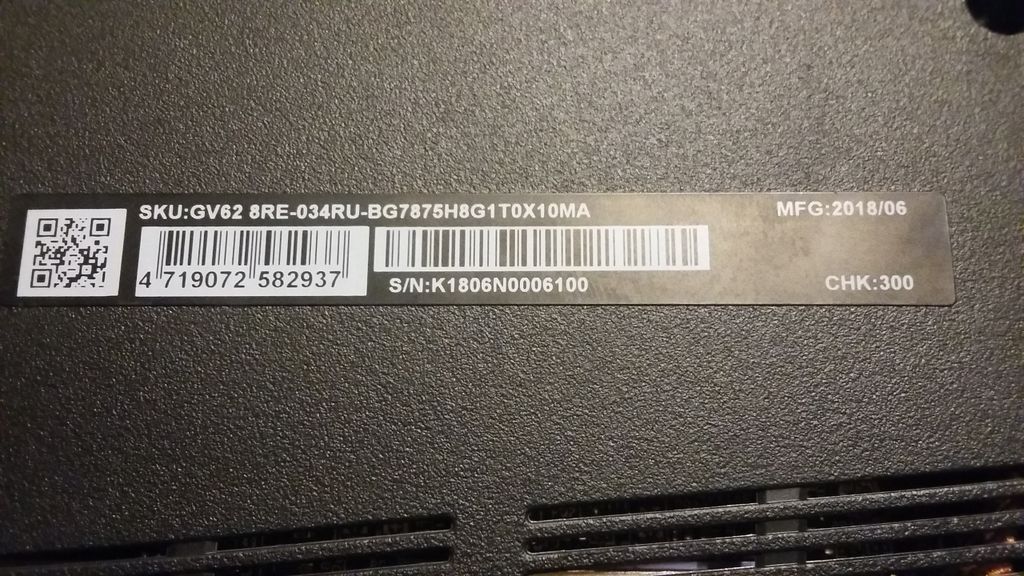 SKU:GV62 8RE-034RU-BG7875H8G1T0X10MA
MFG:2018/06
4 719072 582937
S/N:K1806N0006100
CHK:300